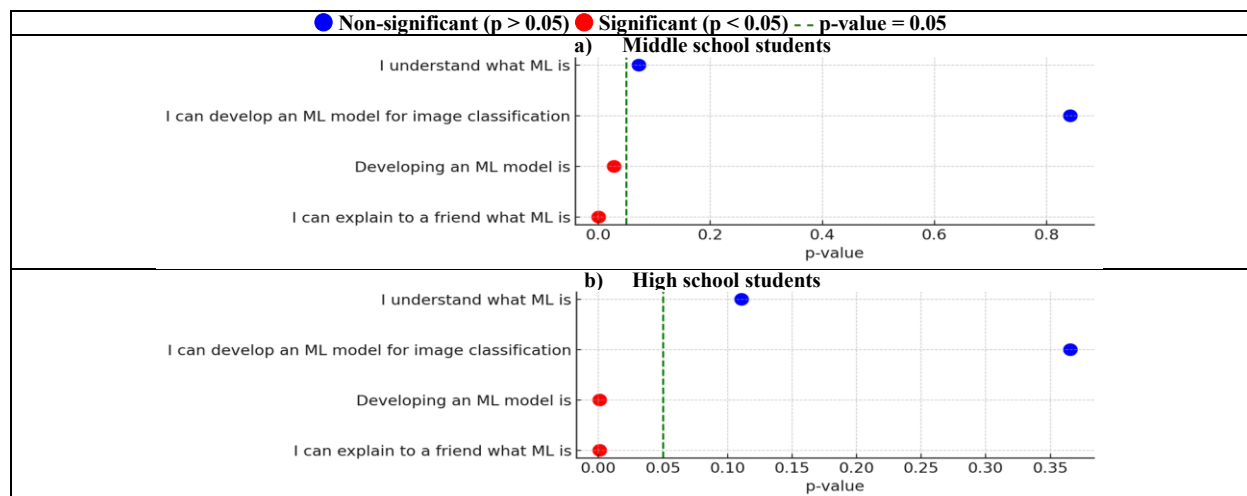 Non-significant (p > 0.05) Significant (p < 0.05) - - p-value = 0.05
a) Middle school students
I understand what ML is
I can develop an ML model for image classification
Developing an ML model is
I can explain to a friend what ML is
0.0 0.2 0.4 0.6 0.8
p-value
b) High school students
I understand what ML is
I can develop an ML model for image classification
Developing an ML model is
I can explain to a friend what ML is
0.00 0.05 0.10 0.15 0.20 0.25 0.30 0.35
p-value